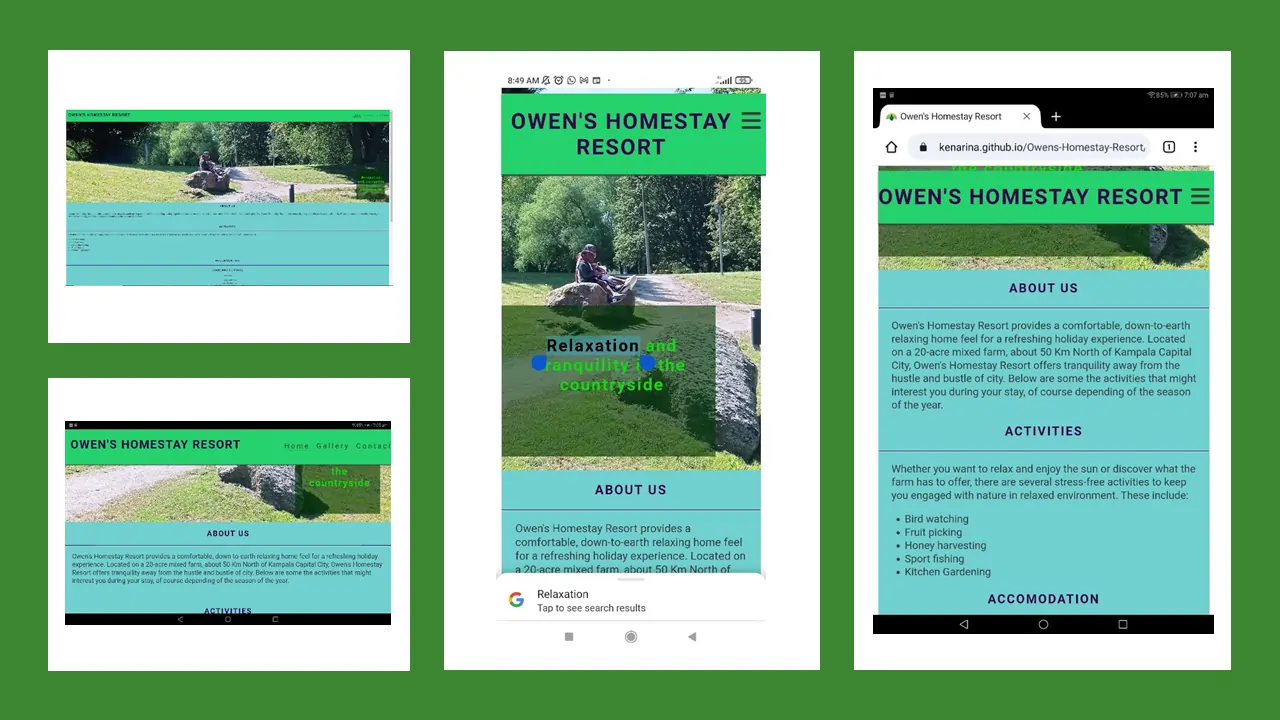 OWEN'S HOMESTAY RESORT
Relaxation
and tranquility
ABOUT US
OWEN'S HOMESTAY RESORT
Home Gallery Contact
the
countryside
ABOUT US
Owen's Homestay Resort provides a comfortable, down to earth relaxing home feel for a refreshing holiday
experience. Located on a 20-acre mixed farm, about 50 Km North of Kampala Capital City, Owens Homestay
Resort offers tranquility away from the hustle and bustle of city. Below are some the activities that might
interest you during your stay, of course depending of the season of the year.
ACTIVITIES
8:49 AM
OWEN'S HOMESTAY
RESORT
Relaxation and
tranquility in the
countryside
ABOUT US
Owen's Homestay Resort provides a
comfortable, down-to-earth relaxing home feel
for a refreshing holiday experience. Located on
a 20-acre mixed farm, about 50 Km North of
Relaxation
Tap to see search results
85% 7:07 am
Owen's Homestay Resort
kenarina.github.io/Owens-Homestay-Resort/
1
the countryside
OWEN'S HOMESTAY RESORT
ABOUT US
Owen's Homestay Resort provides a comfortable, down-to-earth
relaxing home feel for a refreshing holiday experience. Located
on a 20-acre mixed farm, about 50 Km North of Kampala Capital
City, Owen's Homestay Resort offers tranquility away from the
hustle and bustle of city. Below are some the activities that might
interest you during your stay, of course depending of the season
of the year.
ACTIVITIES
Whether you want to relax and enjoy the sun or discover what the
farm has to offer, there are several stress-free activities to keep
you engaged with nature in relaxed environment. These include:
• Bird watching
• Fruit picking
• Honey harvesting
• Sport fishing
• Kitchen Gardening
ACCOMODATION